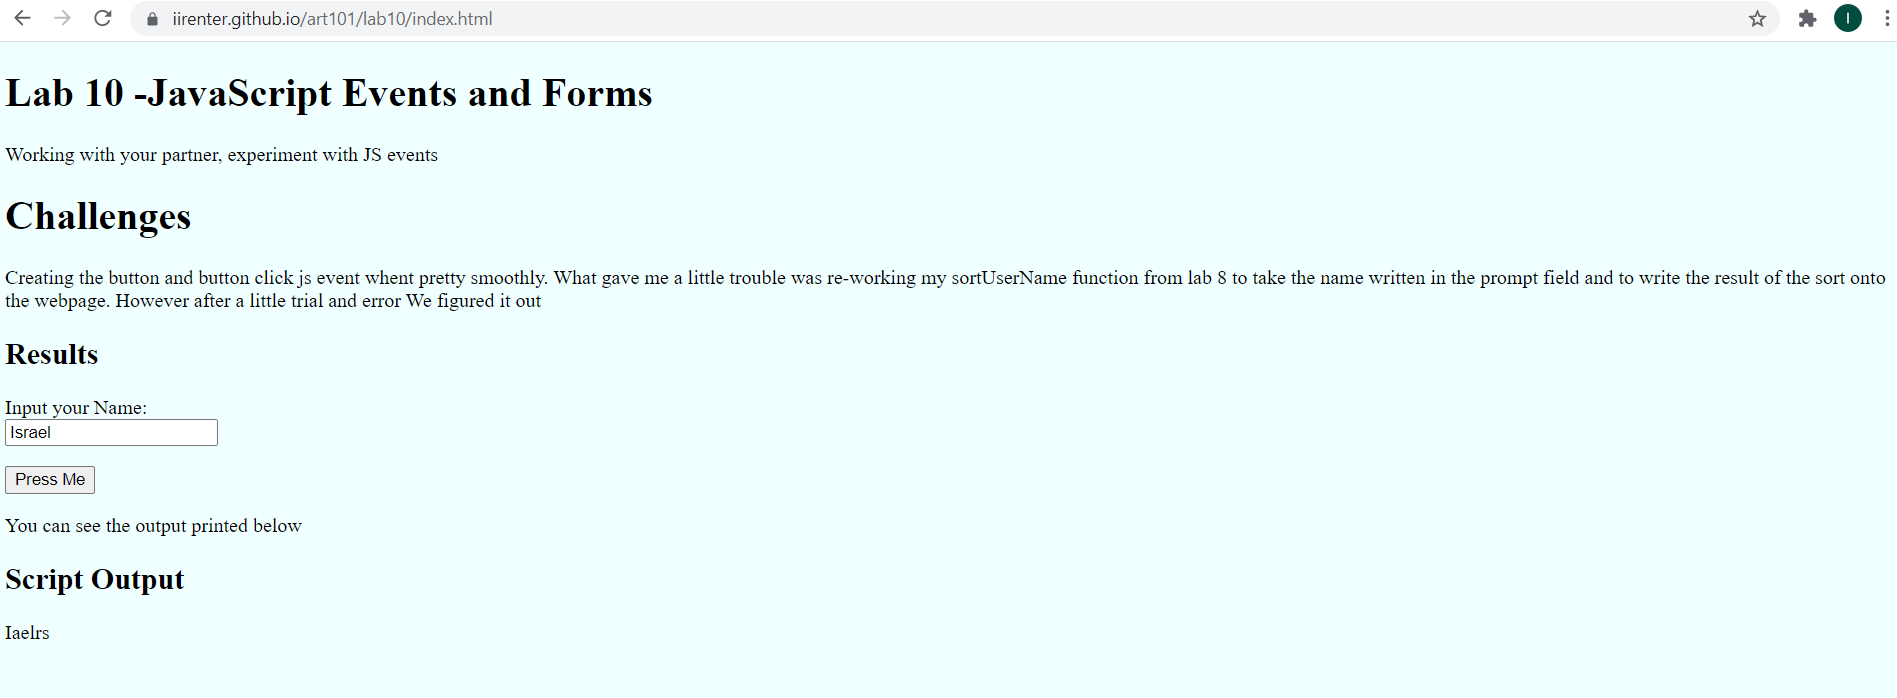 iirenter.github.io/art101/lab10/index.html
I
Lab 10 -JavaScript Events and Forms
Working with your partner, experiment with JS events
Challenges
Creating the button and button click js event whent pretty smoothly. What gave me a little trouble was re-working my sortUserName function from lab 8 to take the name written in the prompt field and to write the result of the sort onto
the webpage. However after a little trial and error We figured it out
Results
Input your Name:
Israel
Press Me
You can see the output printed below
Script Output
Iaelrs